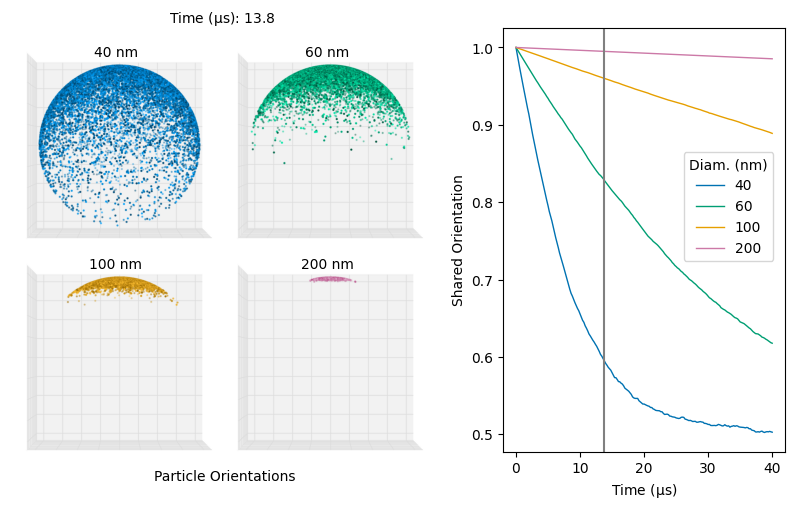 Time (μs): 13.8
40 nm
60 nm
100 nm
200 nm
Particle Orientations
Shared Orientation
1.0
0.9
0.8
0.7
0.6
0.5
Diam. (nm)
40
60
100
200
0 10 20 30 40
Time (μs)